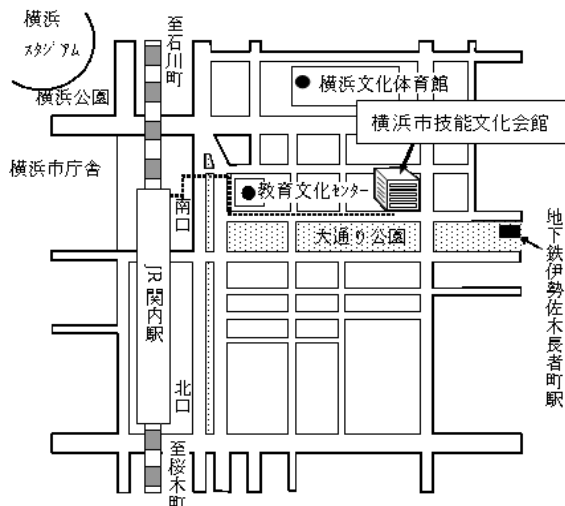 横浜
スタジアム
至石川町
横浜公園
横浜文化体育館
横浜市技能文化会館
横浜市庁舎
教育文化センター
南口
大通り公園
地下鉄伊勢佐木長者町駅
JR関内駅
北口
至桜木町